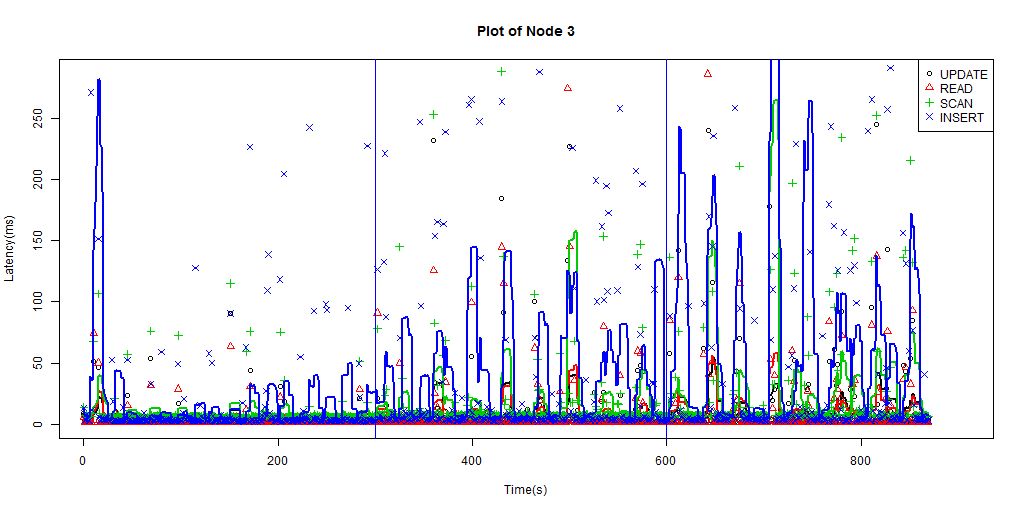 Plot of Node 3
UPDATE
READ
SCAN
INSERT
Latency(ms)
250
200
150
100
50
0
0 200 400 600 800
Time(s)